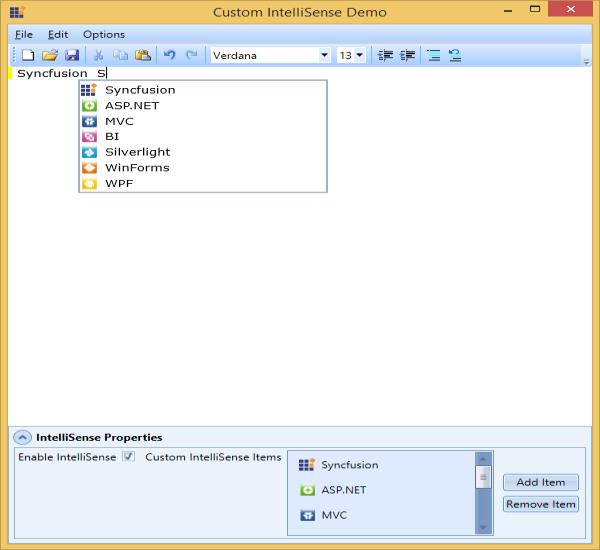 Custom IntelliSense Demo
File Edit Options
Verdana 13
Syncfusion S
Syncfusion
ASP.NET
MVC
BI
Silverlight
WinForms
WPF
IntelliSense Properties
Enable IntelliSense Custom IntelliSense Items
Syncfusion
ASP.NET
MVC
Add Item
Remove Item